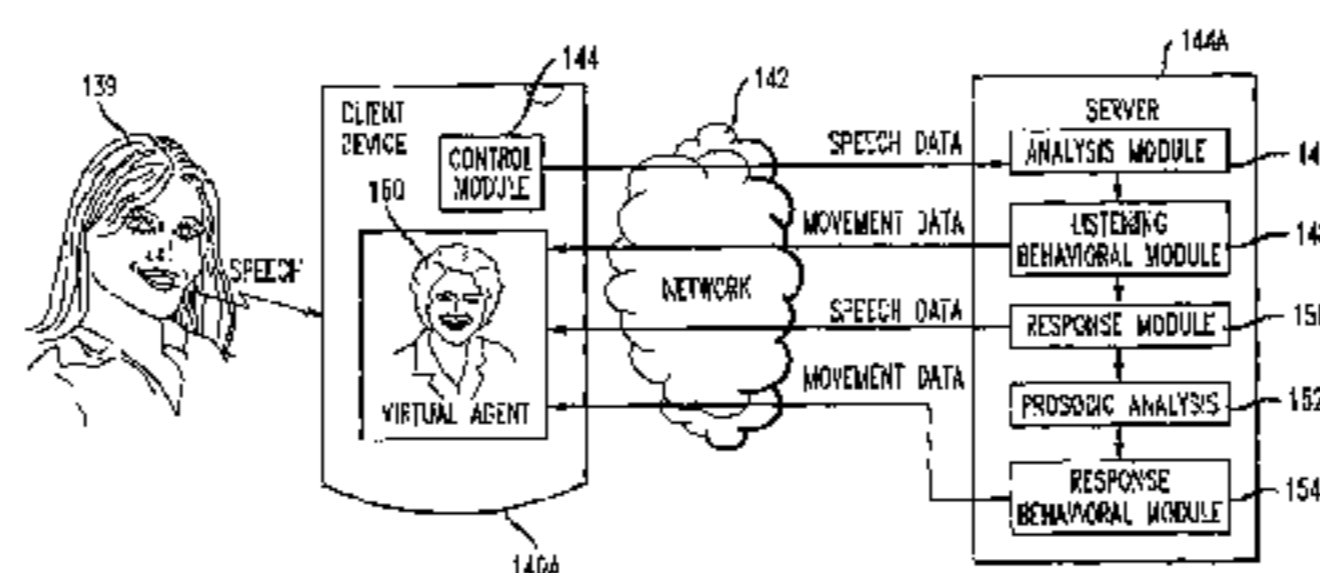 139
SPEECH
CLIENT
DEVICE
144
CONTROL
MODULE
160
VIRTUAL AGENT
140A
142
NETWORK
SPEECH DATA
MOVEMENT DATA
SPEECH DATA
MOVEMENT DATA
144A
SERVER
ANALYSIS MODULE
LISTENING
BEHAVIORAL MODULE
RESPONSE MODULE
PROSODIC ANALYSIS
152
RESPONSE
BEHAVIORAL MODULE
154